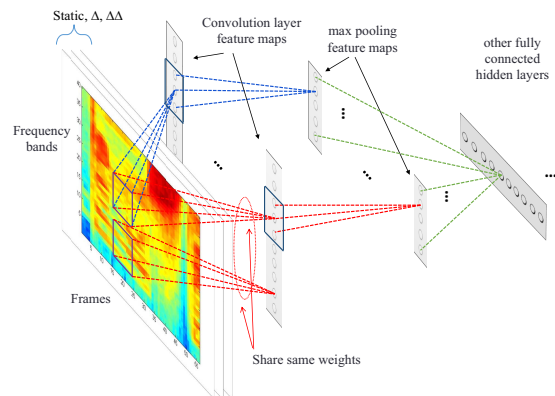 Static, Δ, ΔΔ
Convolution layer
feature maps
max pooling
feature maps
other fully
connected
hidden layers
Frequency
bands
Frames
Share same weights